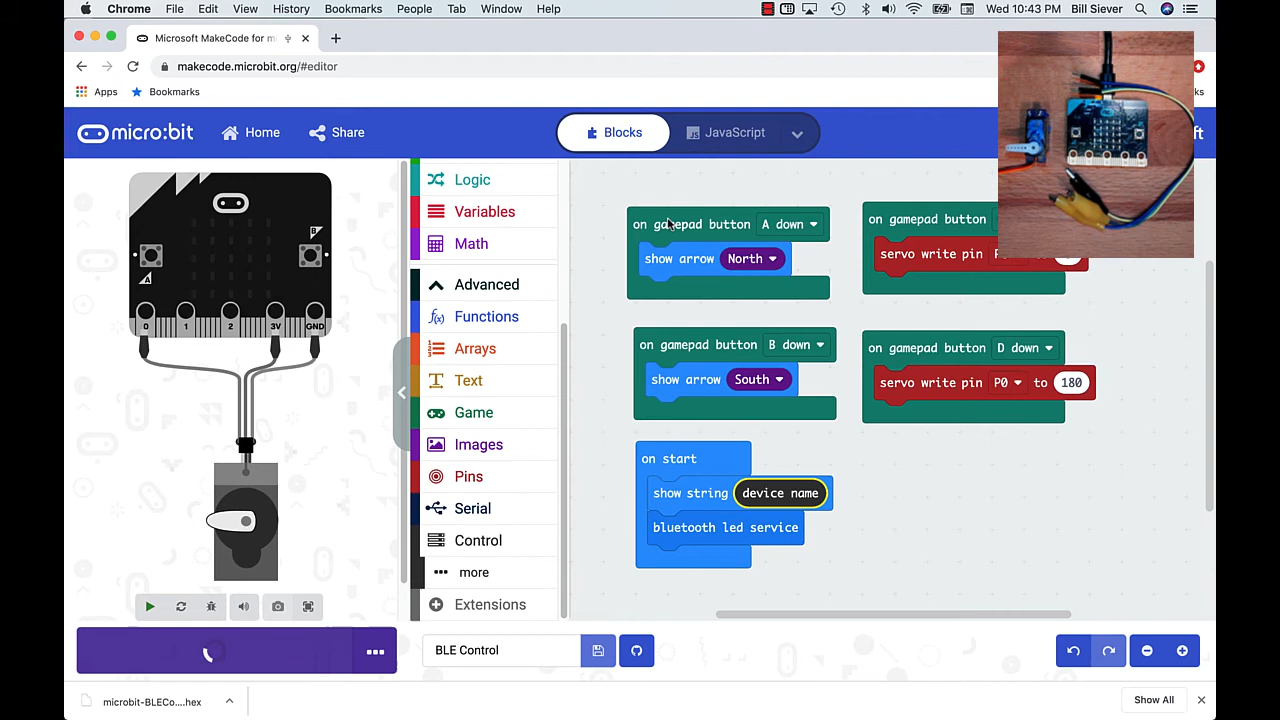 Chrome File Edit View History Bookmarks People Tab Window Help Wed 10:43 PM Bill Siever
Microsoft MakeCode for m
makecode.microbit.org/#editor
Apps Bookmarks
micro:bit Home Share Blocks JavaScript
B
A
0 1 2 3V GND
Logic
Variables
Math
Advanced
Functions
Arrays
Text
Game
Images
Pins
Serial
Control
more
Extensions
on gamepad button A down
show arrow North
on gamepad button B down
show arrow South
on start
show string device name
bluetooth led service
on gamepad button
servo write pin
on gamepad button D down
servo write pin P0 to 180
BLE Control
microbit-BLECo....hex
Show All